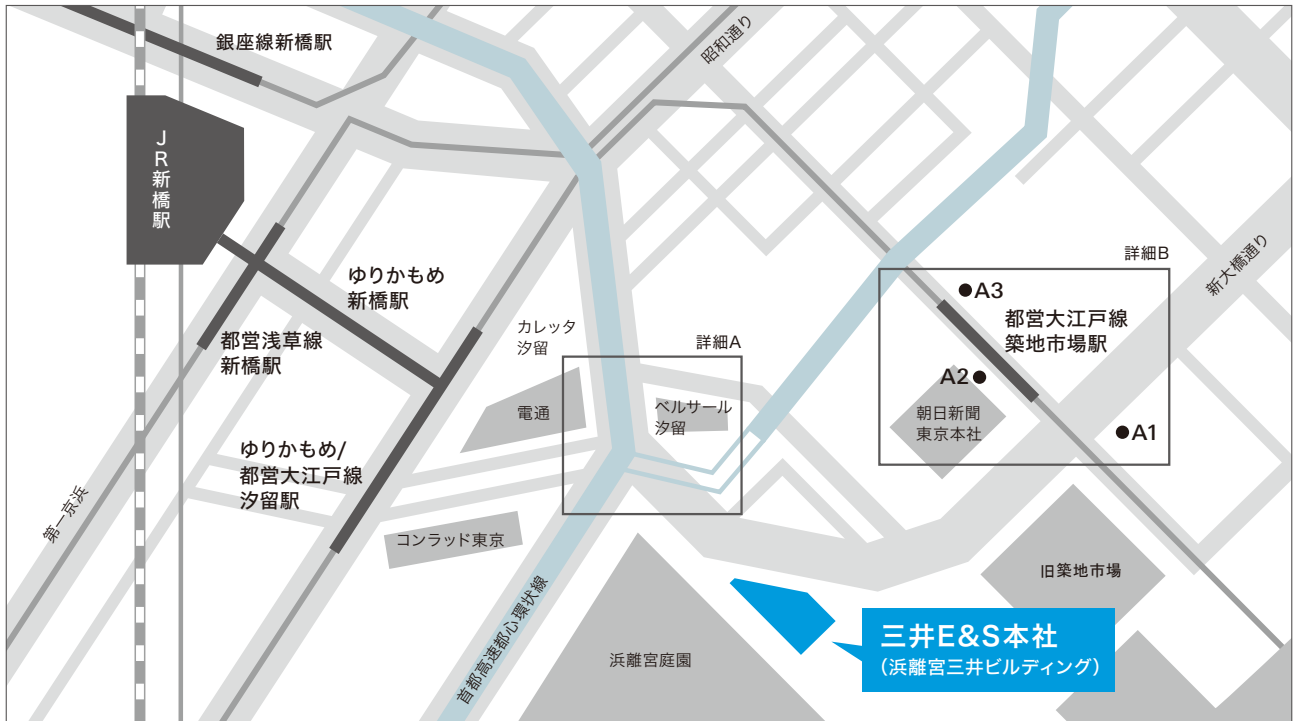 銀座線新橋駅
昭和通り
JR新橋駅
ゆりかもめ
新橋駅
都営浅草線
新橋駅
カレッタ
汐留
詳細A
電通
ベルサール
汐留
詳細B
新大橋通り
A3
都営大江戸線
築地市場駅
A2
朝日新聞
東京本社
A1
ゆりかもめ/
都営大江戸線
汐留駅
第一京浜
コンラッド東京
首都高速都心環状線
浜離宮庭園
旧築地市場
三井E&S本社
(浜離宮三井ビルディング)